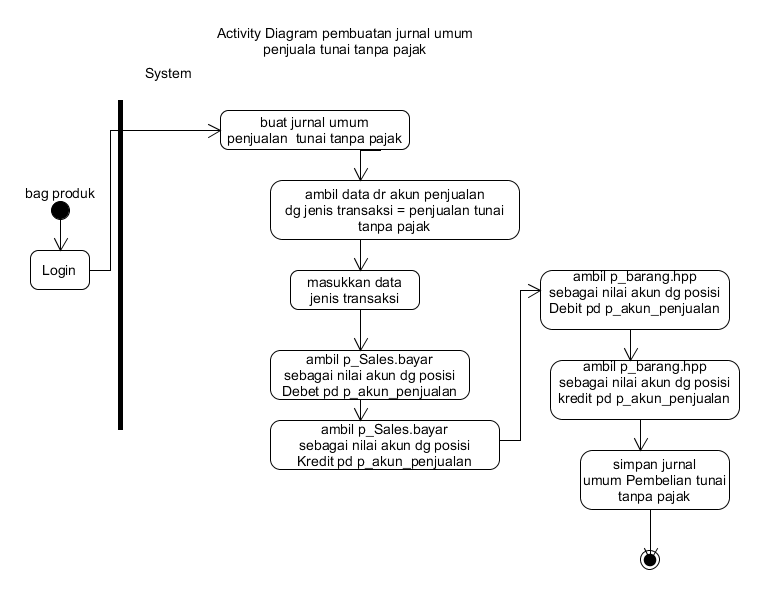 Activity Diagram pembuatan jurnal umum
penjuala tunai tanpa pajak
System
bag produk
Login
buat jurnal umum
penjualan tunai tanpa pajak
ambil data dr akun penjualan
dg jenis transaksi = penjualan tunai
tanpa pajak
masukkan data
jenis transaksi
ambil p_Sales.bayar
sebagai nilai akun dg posisi
Debet pd p_akun_penjualan
ambil p_Sales.bayar
sebagai nilai akun dg posisi
Kredit pd p_akun_penjualan
ambil p_barang.hpp
sebagai nilai akun dg posisi
Debit pd p_akun_penjualan
ambil p_barang.hpp
sebagai nilai akun dg posisi
kredit pd p_akun_penjualan
simpan jurnal
umum Pembelian tunai
tanpa pajak